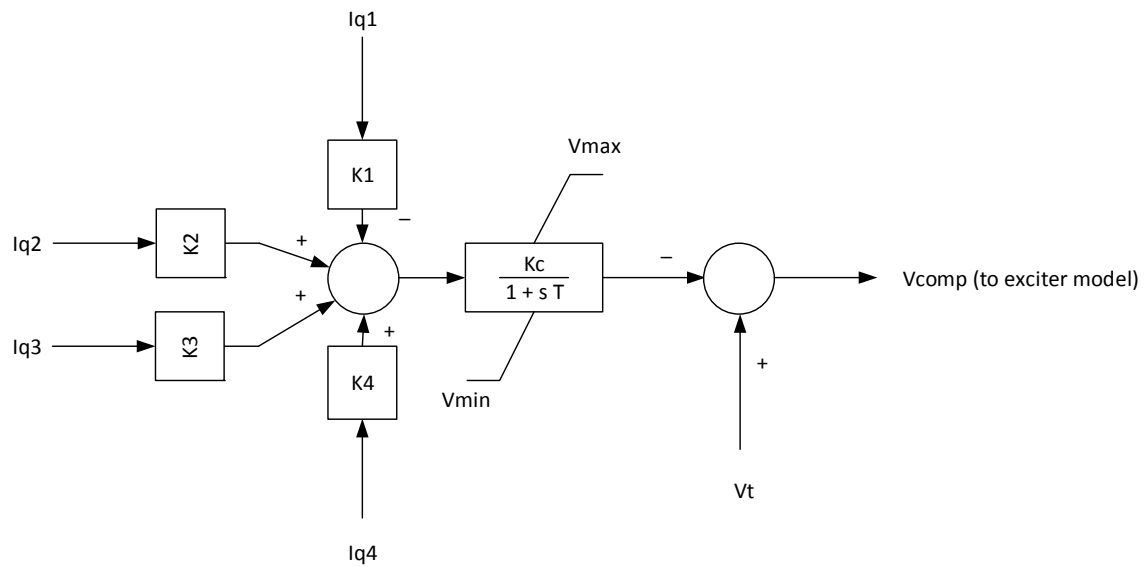 Iq1
Vmax
K1
–
Iq2
K2
+
Kc
1 + s T
–
Vcomp (to exciter model)
+
Iq3
K3
+
K4
Vmin
+
Vt
Iq4